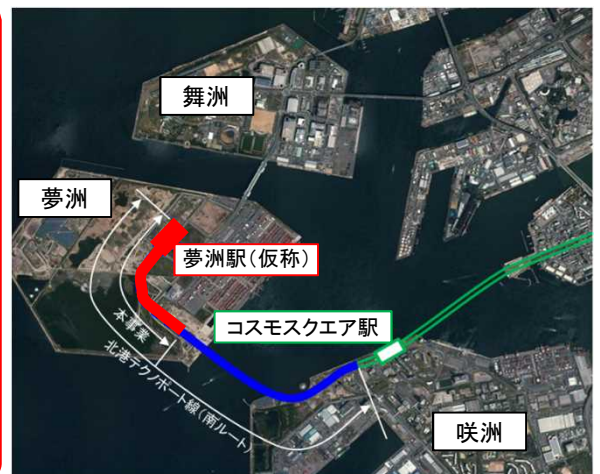 舞洲
夢洲
夢洲駅（仮称）
本事業
コスモスクエア駅
北港テクノポート線（南ルート）
咲洲